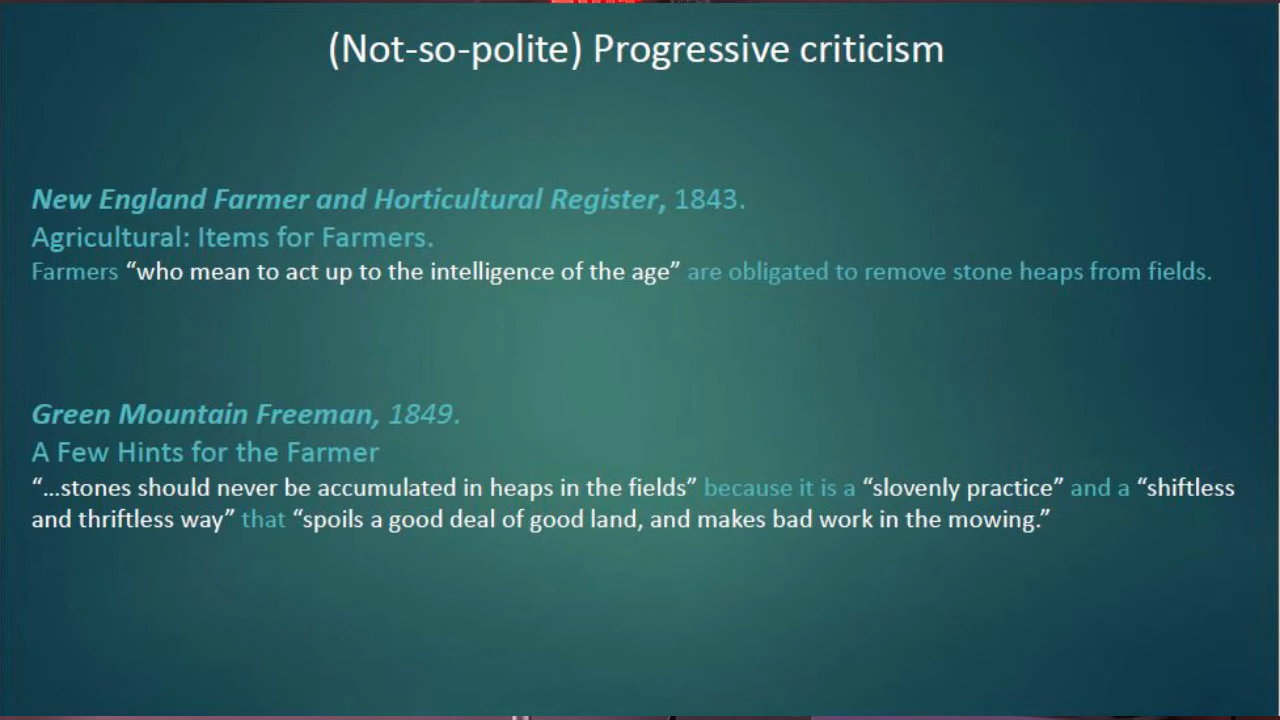 (Not-so-polite) Progressive criticism
New England Farmer and Horticultural Register, 1843.
Agricultural: Items for Farmers.
Farmers “who mean to act up to the intelligence of the age” are obligated to remove stone heaps from fields.
Green Mountain Freeman, 1849.
A Few Hints for the Farmer
“...stones should never be accumulated in heaps in the fields” because it is a “slovenly practice” and a “shiftless
and thriftless way” that “spoils a good deal of good land, and makes bad work in the mowing.”